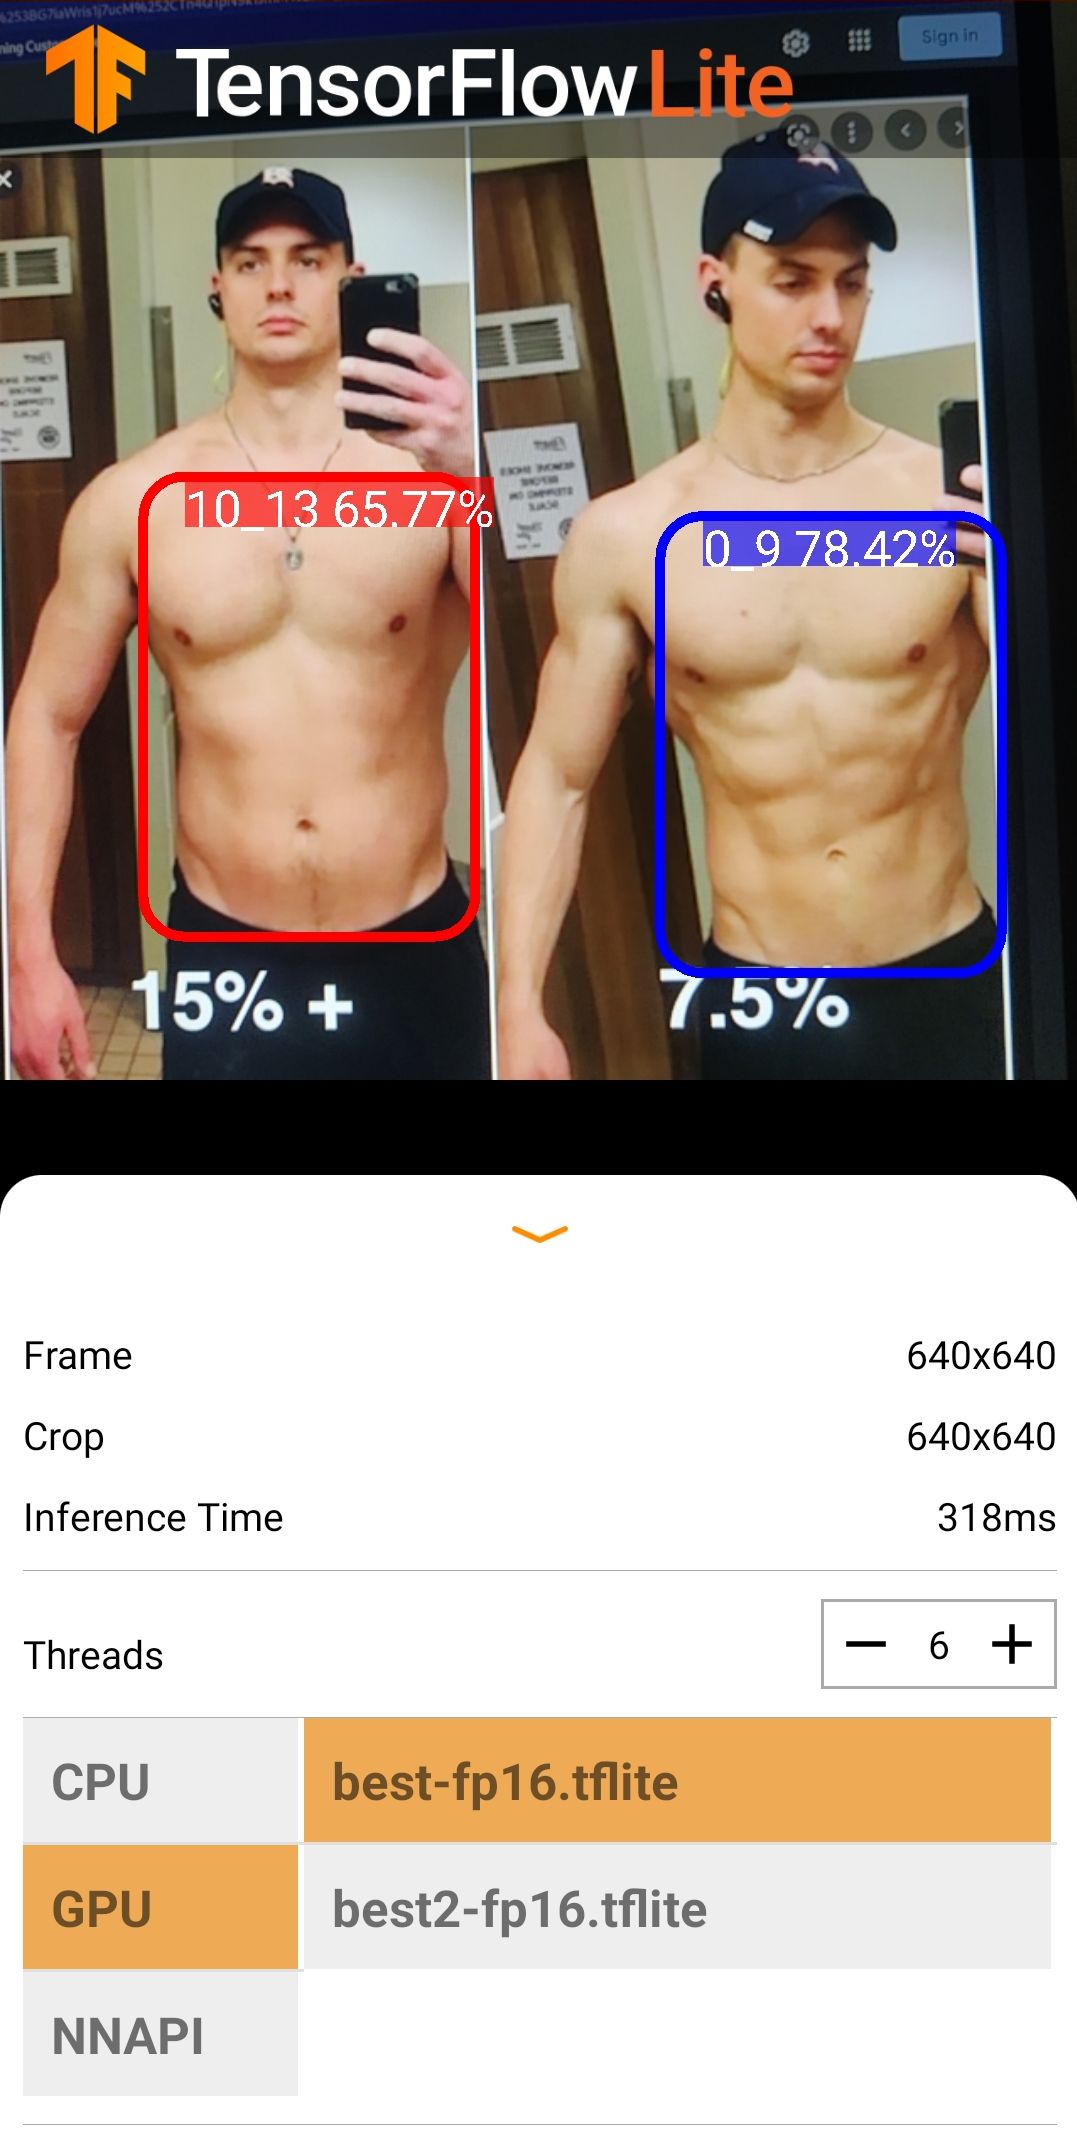 TensorFlow Lite
Sign in
10_13 65.77%
0_9 78.42%
15% +
7.5%
Frame 640x640
Crop 640x640
Inference Time 318ms
Threads 6
CPU best-fp16.tflite
GPU best2-fp16.tflite
NNAPI